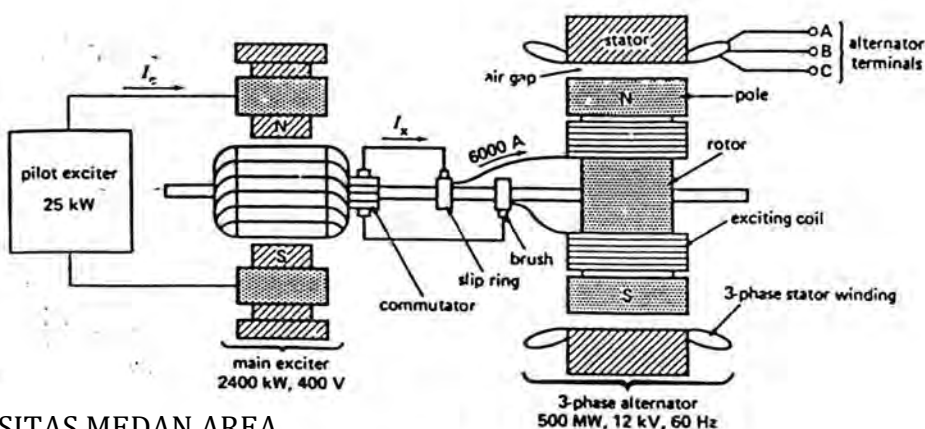 stator
A
B
C
alternator
terminals
air gap
N
pole
I_c
N
I_x
6000 A
rotor
pilot exciter
25 kW
exciting coil
brush
slip ring
S
commutator
S
3-phase stator winding
main exciter
2400 kW, 400 V
3-phase alternator
500 MW, 12 kV, 60 Hz
SITAS MEDAN AREA